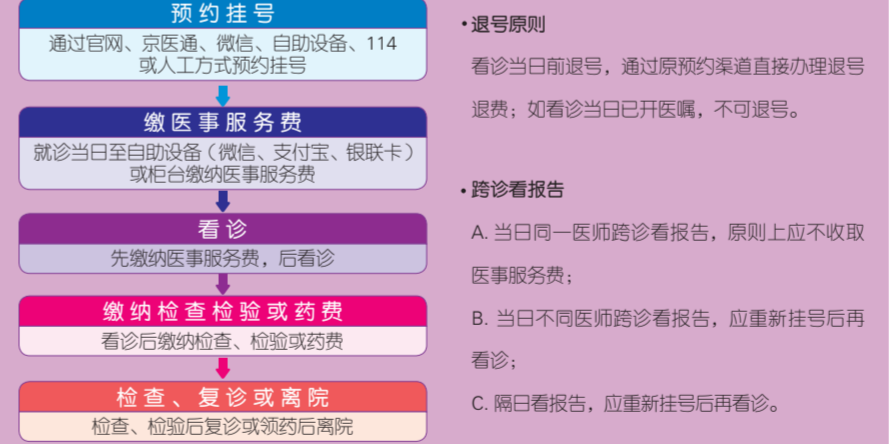 预约挂号
通过官网、京医通、微信、自助设备、114
或人工方式预约挂号
缴医事服务费
就诊当日至自助设备（微信、支付宝、银联卡）
或柜台缴纳医事服务费
看诊
先缴纳医事服务费，后看诊
缴纳检查检验或药费
看诊后缴纳检查、检验或药费
检查、复诊或离院
检查、检验后复诊或领药后离院
•退号原则
看诊当日前退号，通过原预约渠道直接办理退号
退费；如看诊当日已开医嘱，不可退号。
•跨诊看报告
A. 当日同一医师跨诊看报告，原则上应不收取
医事服务费；
B. 当日不同医师跨诊看报告，应重新挂号后再
看诊；
C. 隔日看报告，应重新挂号后再看诊。